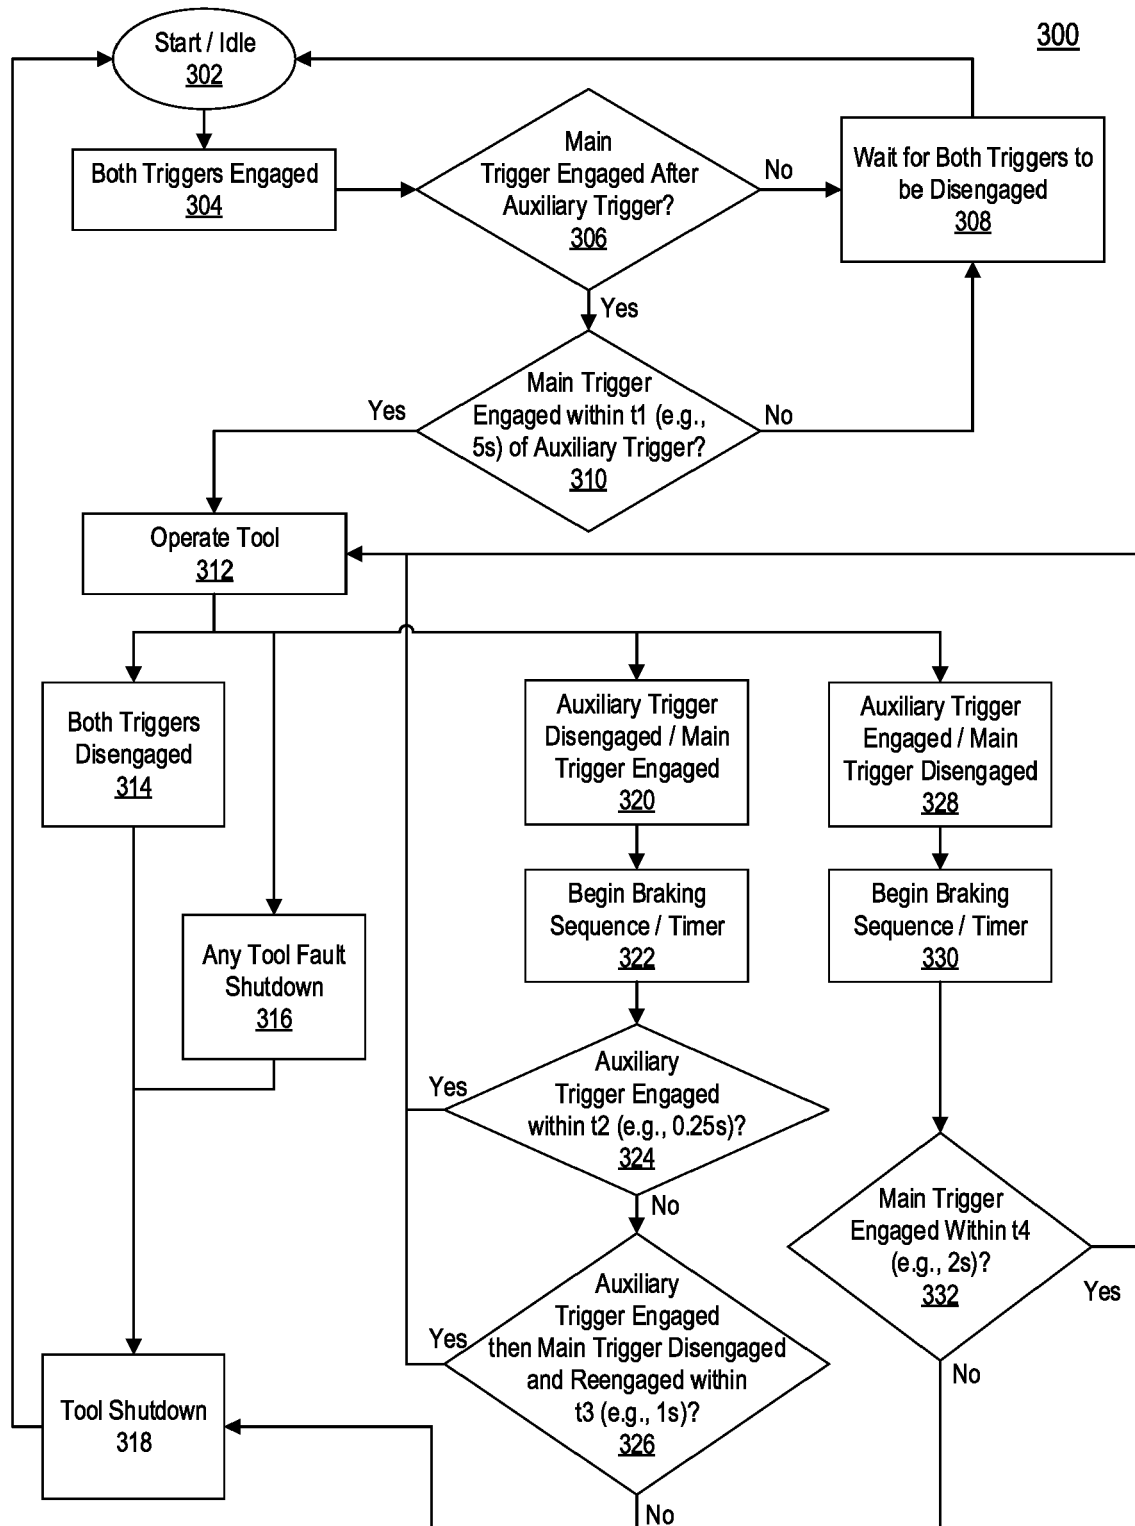 300
Start / Idle
302
Both Triggers Engaged
304
Main
Trigger Engaged After
Auxiliary Trigger?
306
No
Wait for Both Triggers to
be Disengaged
308
Yes
Main Trigger
Engaged within t1 (e.g.,
5s) of Auxiliary Trigger?
310
Yes
No
Operate Tool
312
Both Triggers
Disengaged
314
Any Tool Fault
Shutdown
316
Auxiliary Trigger
Disengaged / Main
Trigger Engaged
320
Auxiliary Trigger
Engaged / Main
Trigger Disengaged
328
Begin Braking
Sequence / Timer
322
Begin Braking
Sequence / Timer
330
Auxiliary
Trigger Engaged
within t2 (e.g., 0.25s)?
324
Yes
No
Main Trigger
Engaged Within t4
(e.g., 2s)?
332
Yes
No
Auxiliary
Trigger Engaged
then Main Trigger Disengaged
and Reengaged within
t3 (e.g., 1s)?
326
Yes
No
Tool Shutdown
318